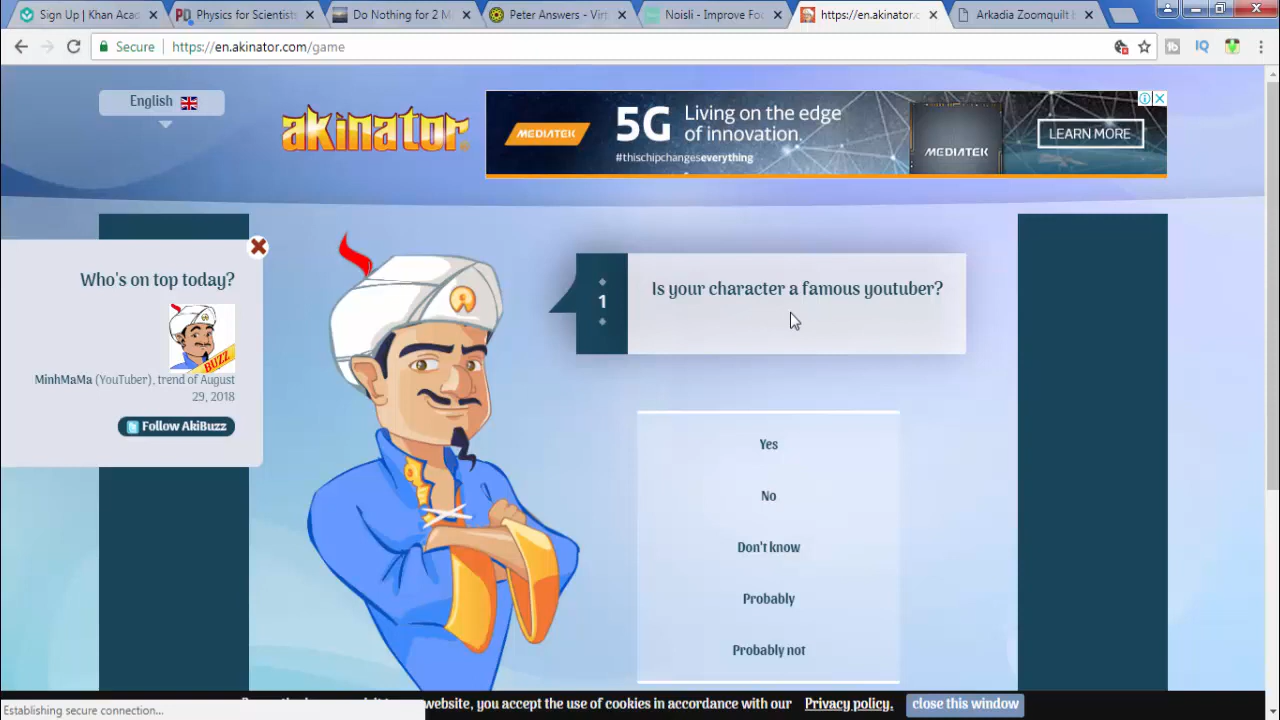 Sign Up | Khan Acad
Physics for Scientists
Do Nothing for 2 M
Peter Answers - Virt
Noisli - Improve Foc
https://en.akinator.c
Arkadia Zoomquilt
Secure
https://en.akinator.com/game
English
akinator
MEDIATEK
5G
Living on the edge
of innovation.
#thischipchangeseverything
MEDIATEK
LEARN MORE
Who's on top today?
BUZZ
MinhMaMa (YouTuber), trend of August
29, 2018
Follow AkiBuzz
1
Is your character a famous youtuber?
Yes
No
Don't know
Probably
Probably not
website, you accept the use of cookies in accordance with our Privacy policy. close this window
Establishing secure connection...